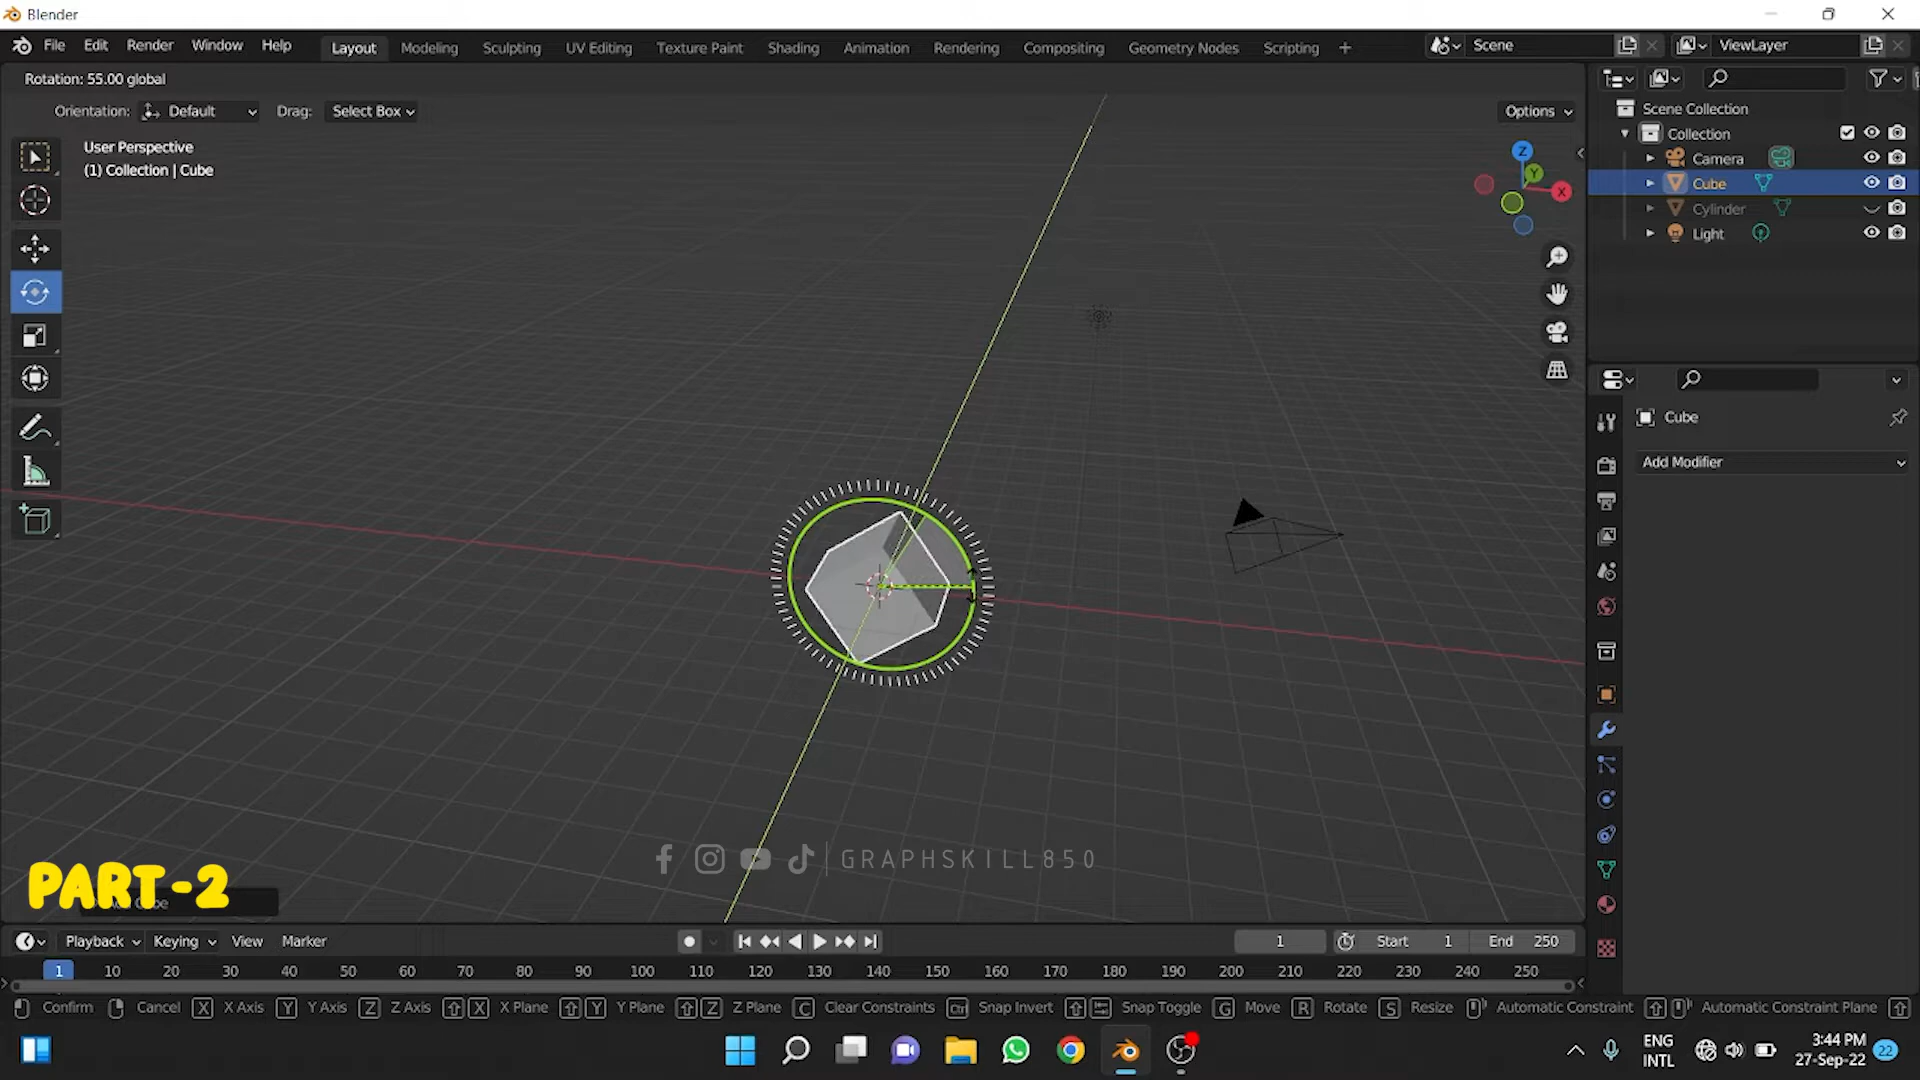 Blender
File Edit Render Window Help Layout Modeling Sculpting UV Editing Texture Paint Shading Animation Rendering Compositing Geometry Nodes Scripting + Scene ViewLayer
Rotation: 55.00 global
Orientation: Default Drag: Select Box Options
User Perspective
(1) Collection | Cube
Z
Y
X
Scene Collection
Collection
Camera
Cube
Cylinder
Light
Cube
Add Modifier
GRAPHSKILL850
PART-2
Cube
Playback Keying View Marker 1 Start 1 End 250
1 10 20 30 40 50 60 70 80 90 100 110 120 130 140 150 160 170 180 190 200 210 220 230 240 250
Confirm Cancel X X Axis Y Y Axis Z Z Axis X X Plane Y Y Plane Z Z Plane C Clear Constraints Ctrl Snap Invert Snap Toggle G Move R Rotate S Resize Automatic Constraint Automatic Constraint Plane
ENG
INTL
3:44 PM
27-Sep-22
22